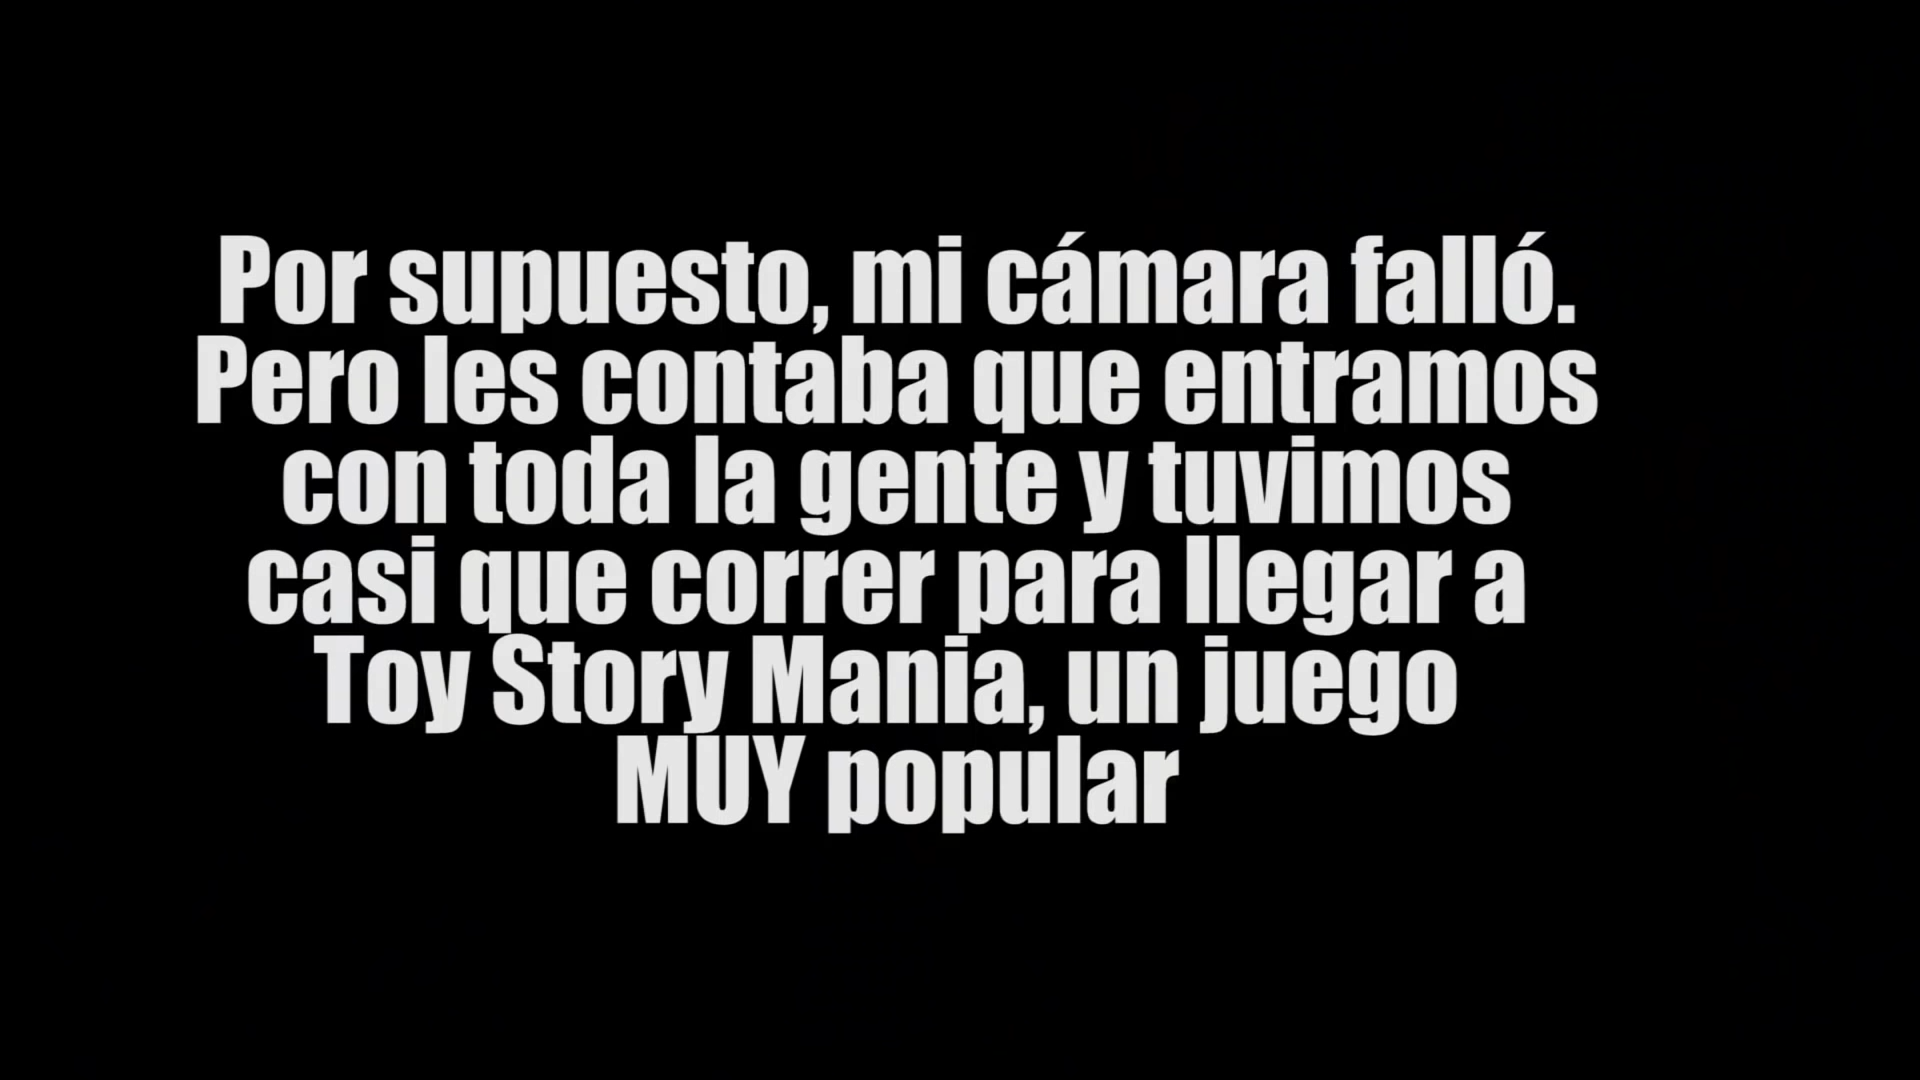 Por supuesto, mi cámara falló.
Pero les contaba que entramos
con toda la gente y tuvimos
casi que correr para llegar a
Toy Story Mania, un juego
MUY popular